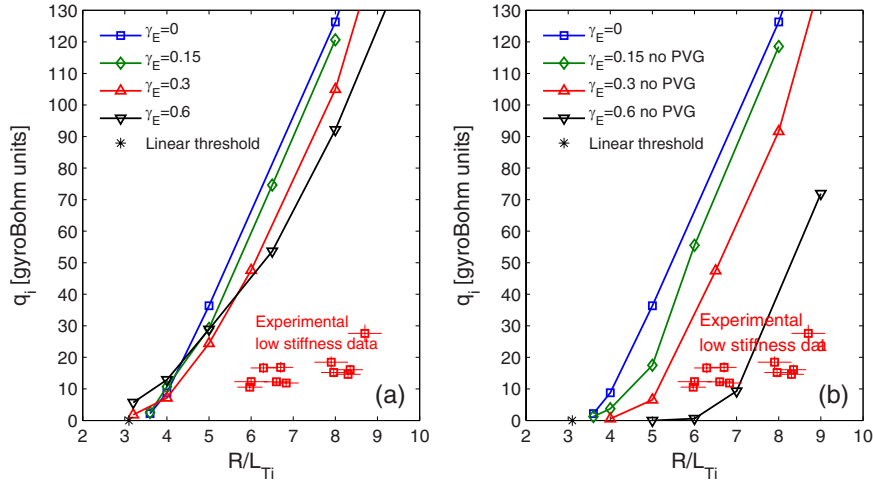 130
120
110
100
90
80
70
60
50
40
30
20
10
0
q_i [gyroBohm units]
γ_E=0
γ_E=0.15
γ_E=0.3
γ_E=0.6
Linear threshold
Experimental
low stiffness data
(a)
2 3 4 5 6 7 8 9 10
R/L_Ti
130
120
110
100
90
80
70
60
50
40
30
20
10
0
q_i [gyroBohm units]
γ_E=0
γ_E=0.15 no PVG
γ_E=0.3 no PVG
γ_E=0.6 no PVG
Linear threshold
Experimental
low stiffness data
(b)
2 3 4 5 6 7 8 9 10
R/L_Ti